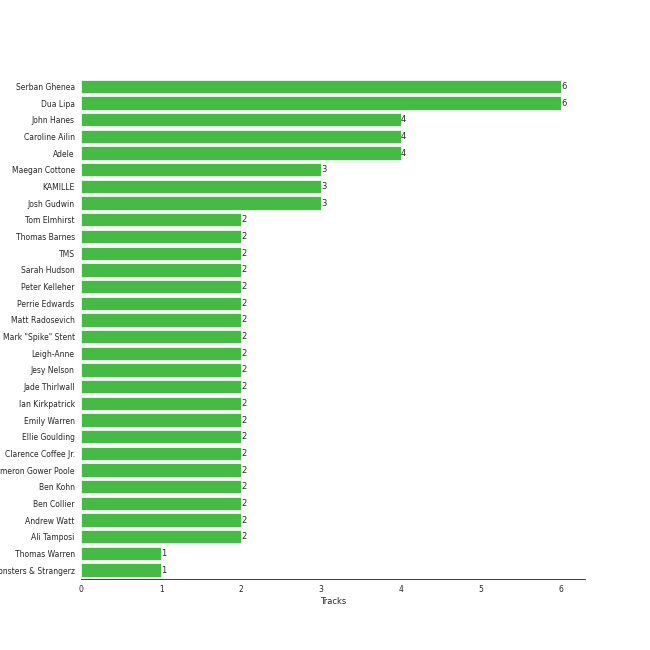 Serban Ghenea 6
Dua Lipa 6
John Hanes 4
Caroline Ailin 4
Adele 4
Maegan Cottone 3
KAMILLE 3
Josh Gudwin 3
Tom Elmhirst 2
Thomas Barnes 2
TMS 2
Sarah Hudson 2
Peter Kelleher 2
Perrie Edwards 2
Matt Radosevich 2
Mark "Spike" Stent 2
Leigh-Anne 2
Jesy Nelson 2
Jade Thirlwall 2
Ian Kirkpatrick 2
Emily Warren 2
Ellie Goulding 2
Clarence Coffee Jr. 2
meron Gower Poole 2
Ben Kohn 2
Ben Collier 2
Andrew Watt 2
Ali Tamposi 2
Thomas Warren 1
onsters & Strangerz 1
0 1 2 3 4 5 6
Tracks